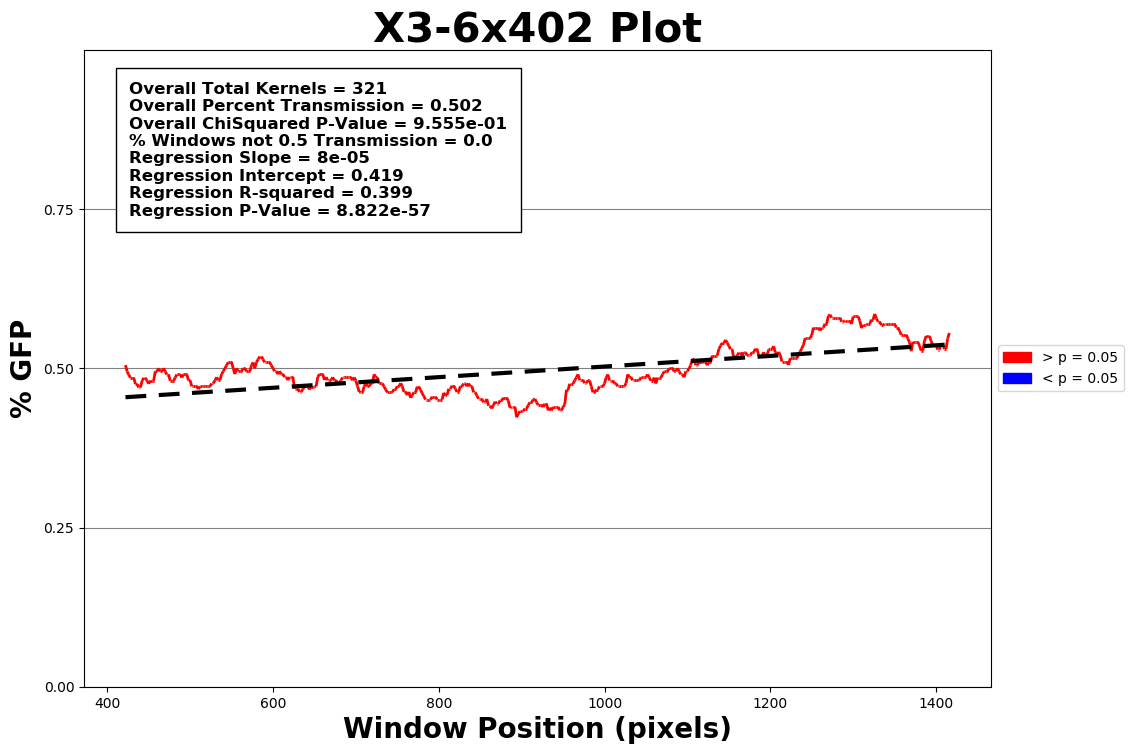 X3-6x402 Plot
Overall Total Kernels = 321
Overall Percent Transmission = 0.502
Overall ChiSquared P-Value = 9.555e-01
% Windows not 0.5 Transmission = 0.0
Regression Slope = 8e-05
Regression Intercept = 0.419
Regression R-squared = 0.399
Regression P-Value = 8.822e-57
0.75
0.50
0.25
0.00
% GFP
> p = 0.05
< p = 0.05
400 600 800 1000 1200 1400
Window Position (pixels)